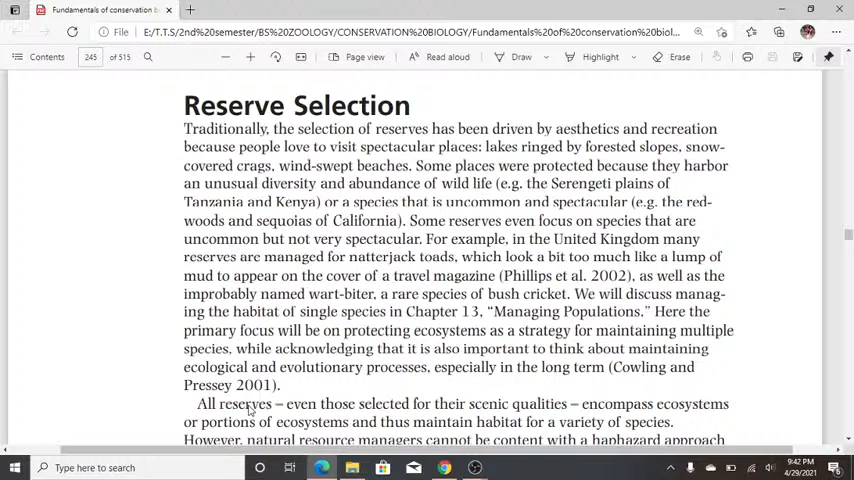 Fundamentals of conservation b
File
E:/T.T.S/2nd%20semester/BS%20ZOOLOGY/CONSERVATION%20BIOLOGY/Fundamentals%20of%20conservation%20biol...
Contents
245 of 515
Page view
Read aloud
Draw
Highlight
Erase
Reserve Selection
Traditionally, the selection of reserves has been driven by aesthetics and recreation
because people love to visit spectacular places: lakes ringed by forested slopes, snow-
covered crags, wind-swept beaches. Some places were protected because they harbor
an unusual diversity and abundance of wild life (e.g. the Serengeti plains of
Tanzania and Kenya) or a species that is uncommon and spectacular (e.g. the red-
woods and sequoias of California). Some reserves even focus on species that are
uncommon but not very spectacular. For example, in the United Kingdom many
reserves are managed for natterjack toads, which look a bit too much like a lump of
mud to appear on the cover of a travel magazine (Phillips et al. 2002), as well as the
improbably named wart-biter, a rare species of bush cricket. We will discuss manag-
ing the habitat of single species in Chapter 13, “Managing Populations.” Here the
primary focus will be on protecting ecosystems as a strategy for maintaining multiple
species, while acknowledging that it is also important to think about maintaining
ecological and evolutionary processes, especially in the long term (Cowling and
Pressey 2001).
All reserves – even those selected for their scenic qualities – encompass ecosystems
or portions of ecosystems and thus maintain habitat for a variety of species.
However, natural resource managers cannot be content with a haphazard approach
Type here to search
9:42 PM
4/29/2021